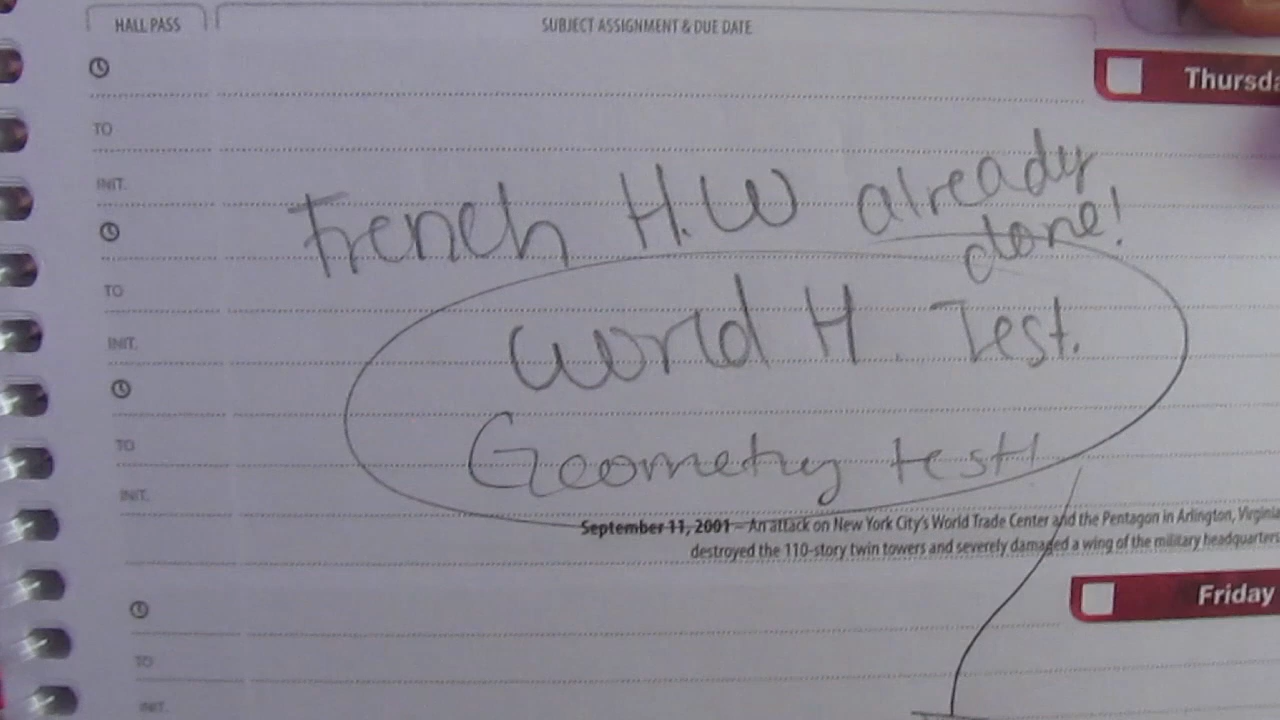 HALL PASS SUBJECT ASSIGNMENT & DUE DATE
Thursda
TO
INIT.
French H.W already
done!
TO
World H. Test.
INIT.
TO
Geometry test!
INIT.
September 11, 2001 – An attack on New York City's World Trade Center and the Pentagon in Arlington, Virginia
destroyed the 110-story twin towers and severely damaged a wing of the military headquarters
Friday
TO
INIT.